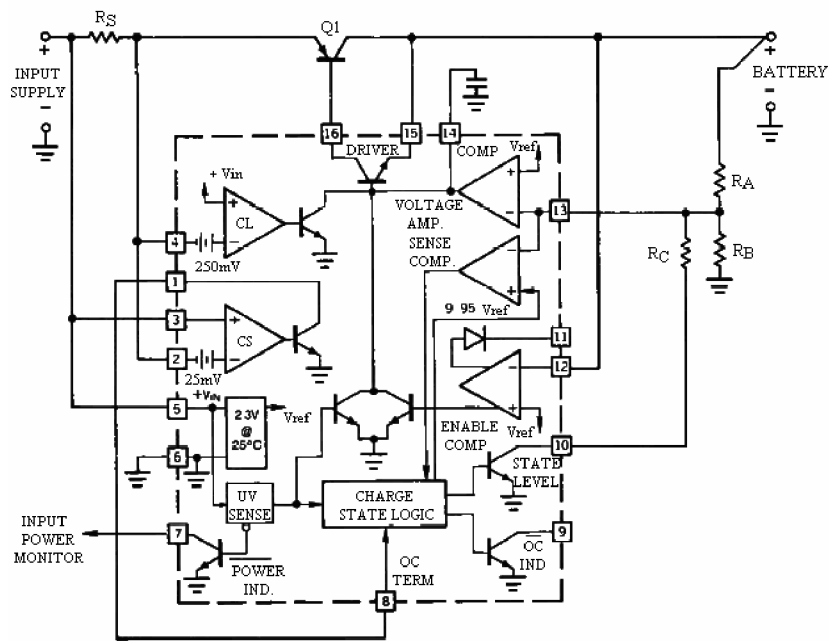 RS
Q1
+
INPUT
SUPPLY
-
+
BATTERY
-
16
15
14
DRIVER
COMP
Vref
+ Vin
+
CL
-
4
250mV
VOLTAGE
AMP.
SENSE
COMP.
+
-
13
RA
RB
RC
1
3
+
CS
-
2
25mV
-
+
9 95 Vref
11
12
-
+
ENABLE
COMP
Vref
5
2 3V
@
25°C
Vref
6
10
STATE
LEVEL
UV
SENSE
CHARGE
STATE LOGIC
INPUT
POWER
MONITOR
7
POWER
IND.
OC
TERM
OC
IND
9
8